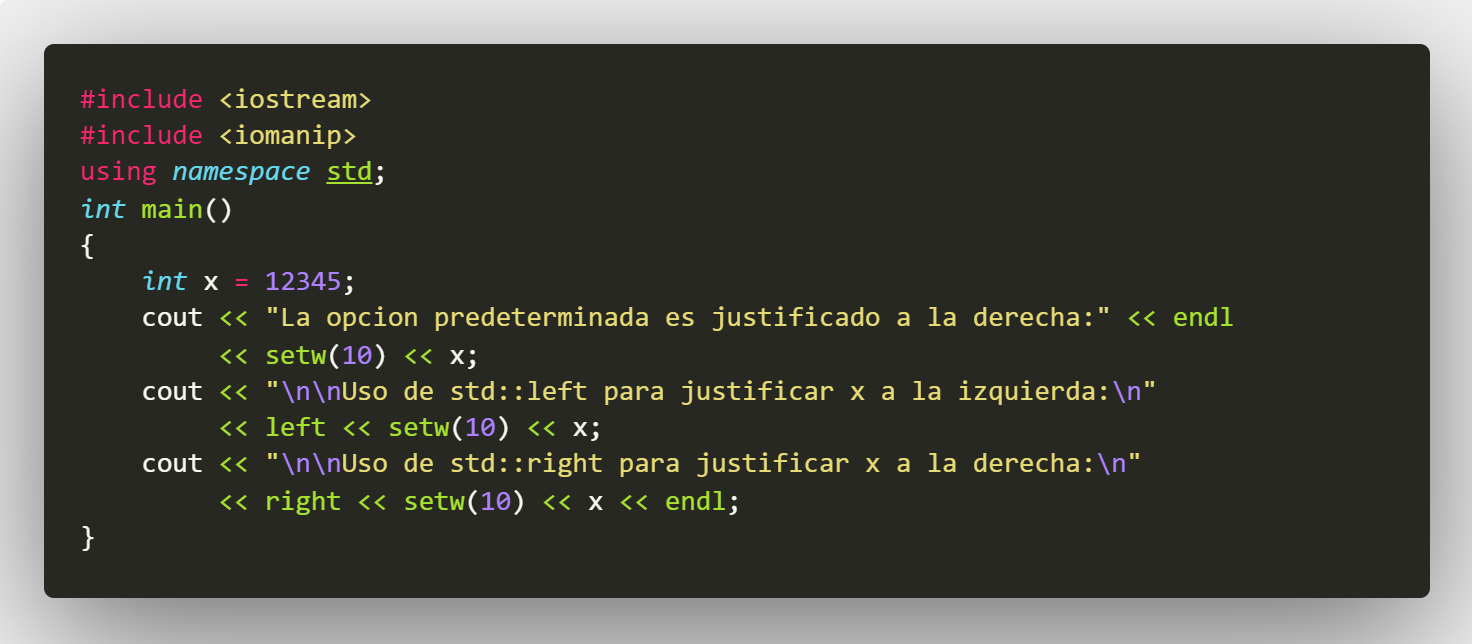 #include <iostream>
#include <iomanip>
using namespace std;
int main()
{
    int x = 12345;
    cout << "La opcion predeterminada es justificado a la derecha:" << endl
         << setw(10) << x;
    cout << "\n\nUso de std::left para justificar x a la izquierda:\n"
         << left << setw(10) << x;
    cout << "\n\nUso de std::right para justificar x a la derecha:\n"
         << right << setw(10) << x << endl;
}